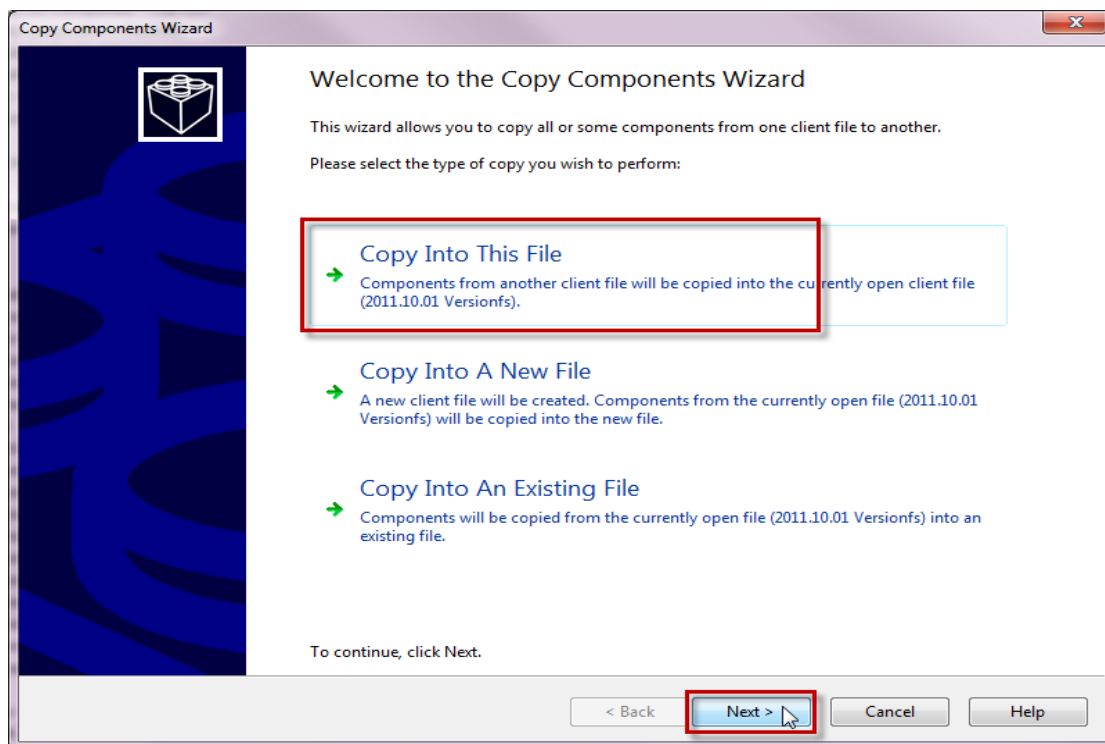 Copy Components Wizard
Welcome to the Copy Components Wizard
This wizard allows you to copy all or some components from one client file to another.
Please select the type of copy you wish to perform:
Copy Into This File
Components from another client file will be copied into the currently open client file
(2011.10.01 Versionfs).
Copy Into A New File
A new client file will be created. Components from the currently open file (2011.10.01
Versionfs) will be copied into the new file.
Copy Into An Existing File
Components will be copied from the currently open file (2011.10.01 Versionfs) into an
existing file.
To continue, click Next.
< Back Next > Cancel Help